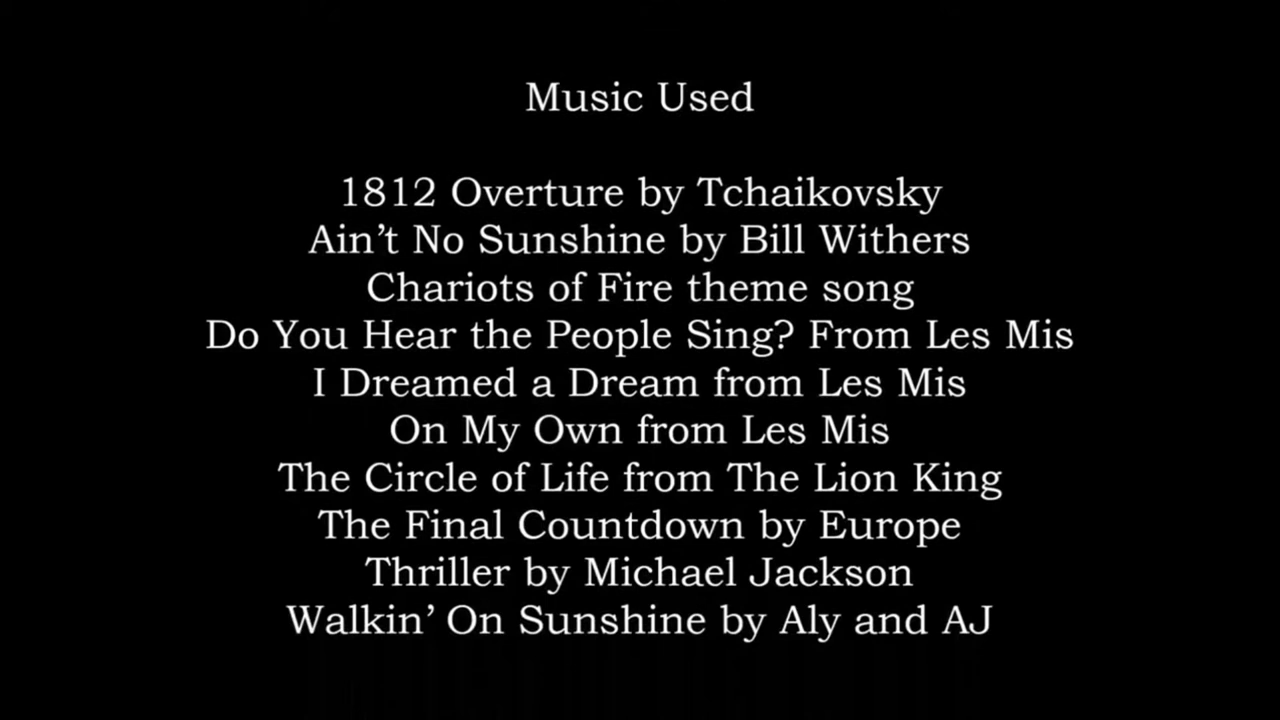 Music Used
1812 Overture by Tchaikovsky
Ain’t No Sunshine by Bill Withers
Chariots of Fire theme song
Do You Hear the People Sing? From Les Mis
I Dreamed a Dream from Les Mis
On My Own from Les Mis
The Circle of Life from The Lion King
The Final Countdown by Europe
Thriller by Michael Jackson
Walkin’ On Sunshine by Aly and AJ